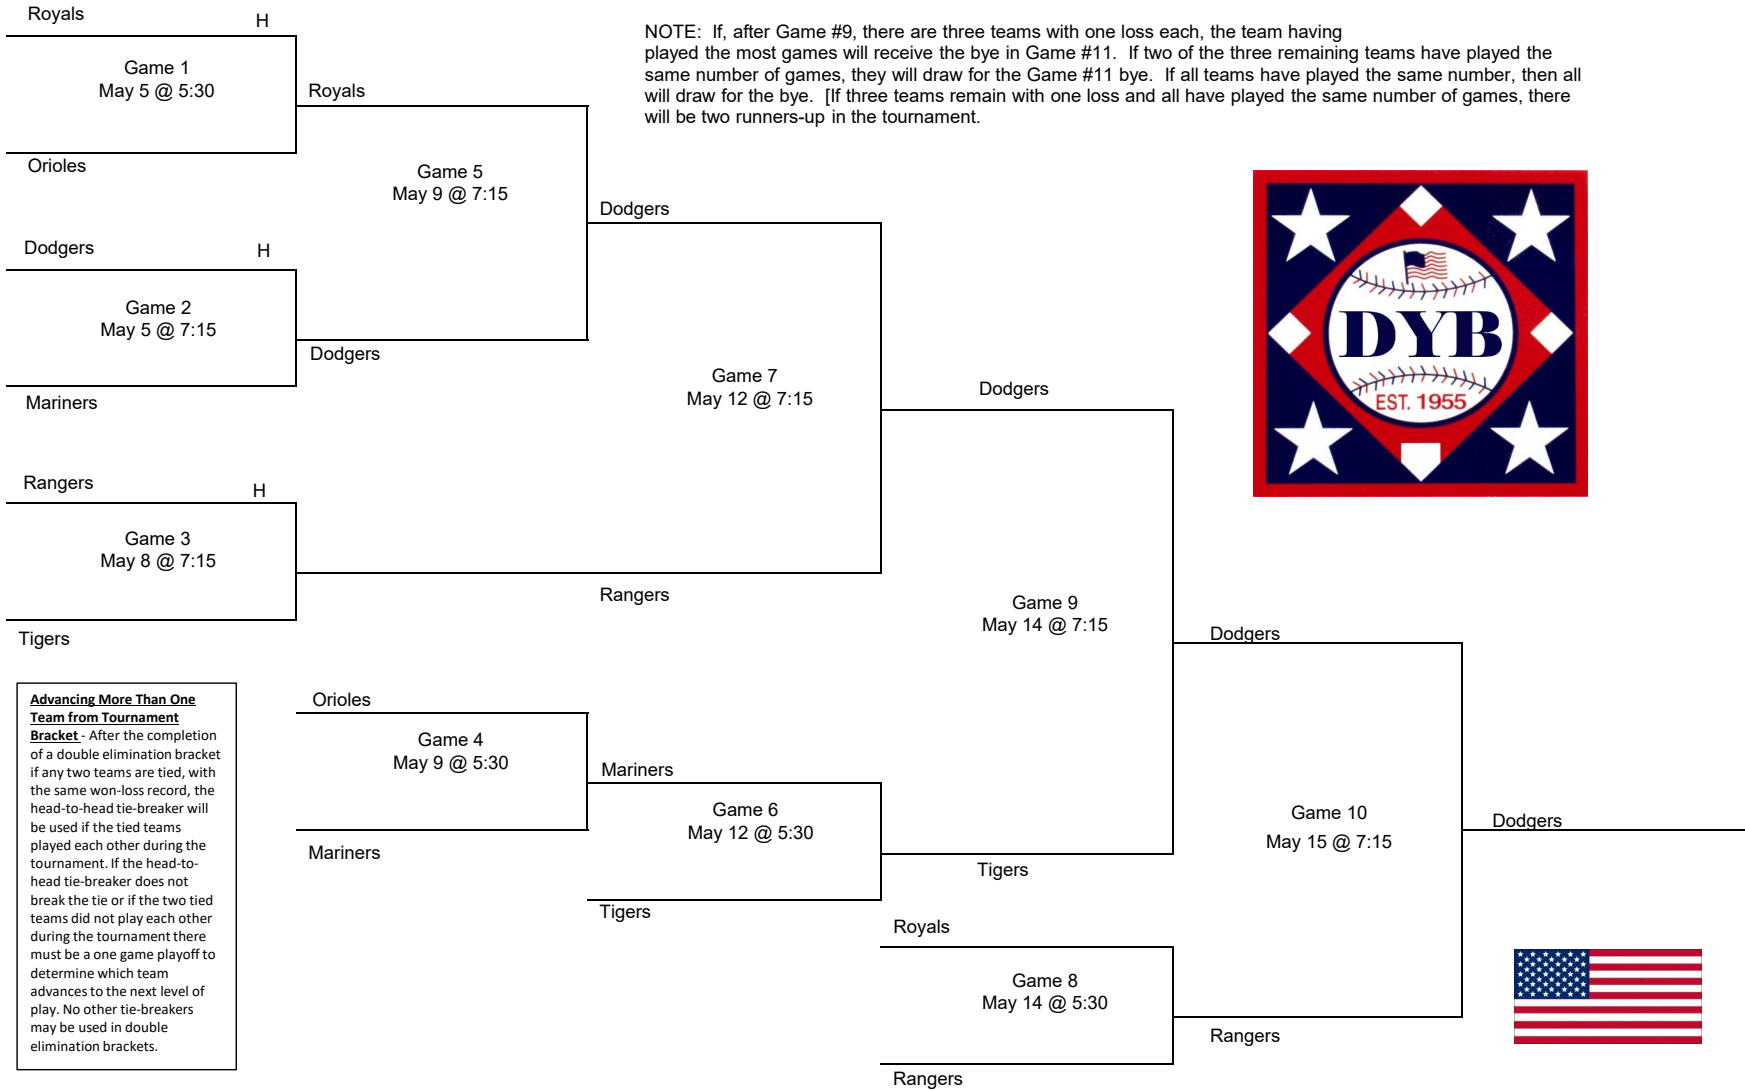 Royals
H
NOTE: If, after Game #9, there are three teams with one loss each, the team having
played the most games will receive the bye in Game #11. If two of the three remaining teams have played the
same number of games, they will draw for the Game #11 bye. If all teams have played the same number, then all
will draw for the bye. [If three teams remain with one loss and all have played the same number of games, there
will be two runners-up in the tournament.
Game 1
May 5 @ 5:30
Royals
Orioles
Game 5
May 9 @ 7:15
Dodgers
Dodgers
H
Game 2
May 5 @ 7:15
Dodgers
Mariners
Game 7
May 12 @ 7:15
Dodgers
DYB
EST. 1955
Rangers
H
Game 3
May 8 @ 7:15
Rangers
Tigers
Game 9
May 14 @ 7:15
Dodgers
Advancing More Than One
Team from Tournament
Bracket - After the completion
of a double elimination bracket
if any two teams are tied, with
the same won-loss record, the
head-to-head tie-breaker will
be used if the tied teams
played each other during the
tournament. If the head-to-
head tie-breaker does not
break the tie or if the two tied
teams did not play each other
during the tournament there
must be a one game playoff to
determine which team
advances to the next level of
play. No other tie-breakers
may be used in double
elimination brackets.
Orioles
Game 4
May 9 @ 5:30
Mariners
Mariners
Game 6
May 12 @ 5:30
Tigers
Tigers
Game 10
May 15 @ 7:15
Dodgers
Royals
Game 8
May 14 @ 5:30
Rangers
Rangers